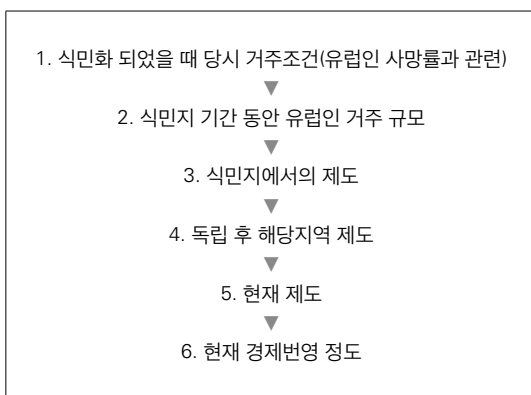 1. 식민화 되었을 때 당시 거주조건(유럽인 사망률과 관련)
2. 식민지 기간 동안 유럽인 거주 규모
3. 식민지에서의 제도
4. 독립 후 해당지역 제도
5. 현재 제도
6. 현재 경제번영 정도